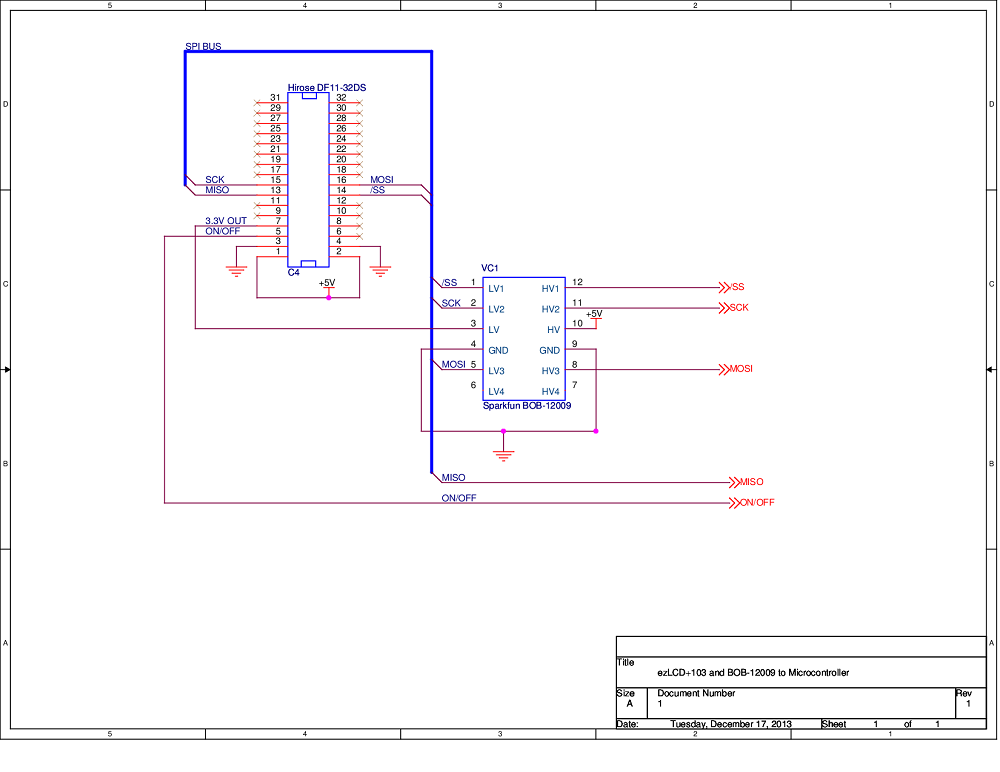 5 4 3 2 1
D D
C C
B B
A A
SPI BUS
Hirose DF11-32DS
31 32
29 30
27 28
25 26
23 24
21 22
19 20
17 18
SCK 15 16 MOSI
MISO 13 14 /SS
11 12
9 10
3.3V OUT 7 8
ON/OFF 5 6
3 4
1 2
C4
+5V
VC1
/SS 1 LV1 HV1 12 /SS
SCK 2 LV2 HV2 11 SCK
+5V
3 LV HV 10
4 GND GND 9
MOSI 5 LV3 HV3 8 MOSI
6 LV4 HV4 7
Sparkfun BOB-12009
MISO MISO
ON/OFF ON/OFF
Title
ezLCD+103 and BOB-12009 to Microcontroller
Size Document Number Rev
A 1 1
Date: Tuesday, December 17, 2013 Sheet 1 of 1
5 4 3 2 1